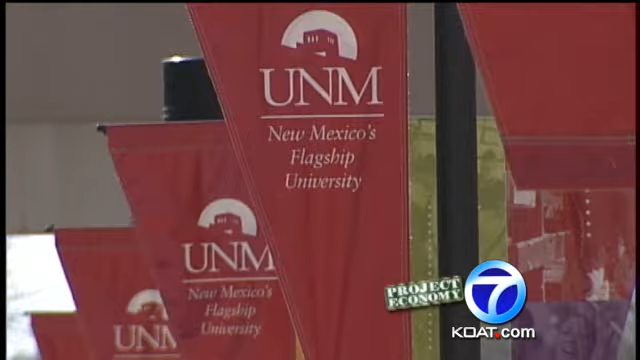 UNM
New Mexico's
Flagship
University
UNM
New Mexico's
Flagship
University
UNM
PROJECT
ECONOMY
7
KOAT.com